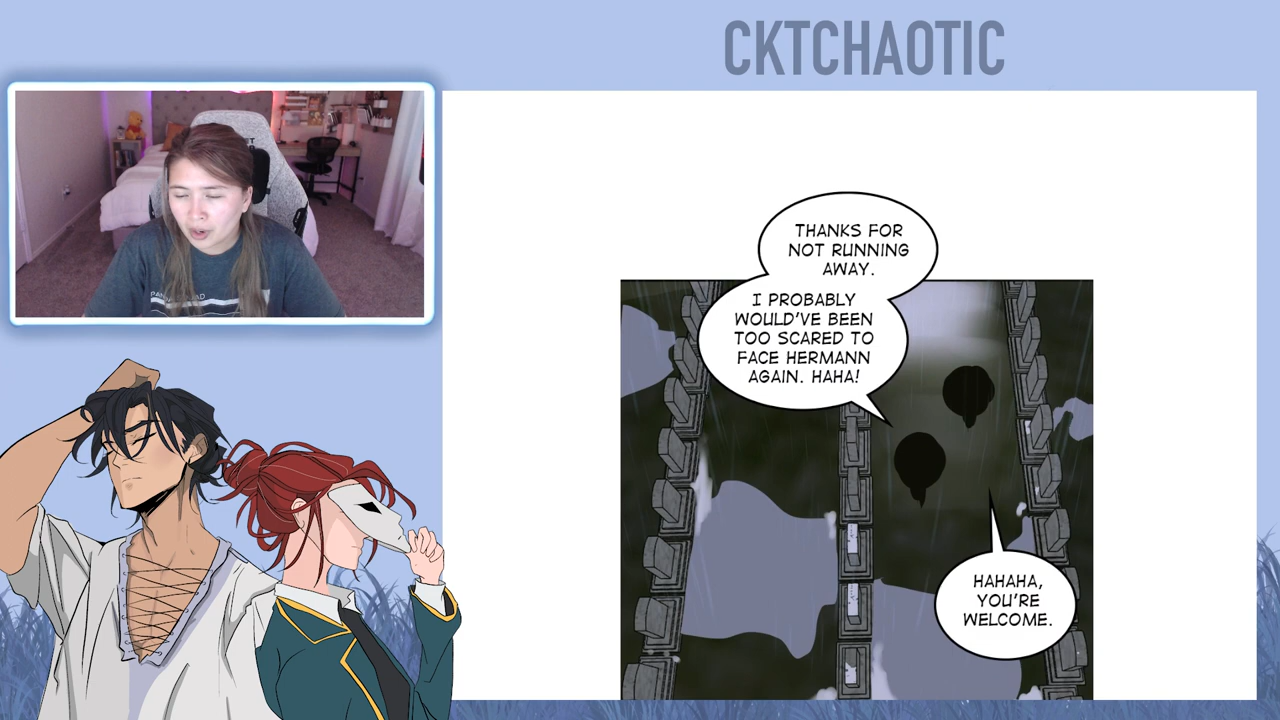 CKTCHAOTIC
THANKS FOR
NOT RUNNING
AWAY.
I PROBABLY
WOULD'VE BEEN
TOO SCARED TO
FACE HERMANN
AGAIN. HAHA!
HAHAHA,
YOU'RE
WELCOME.